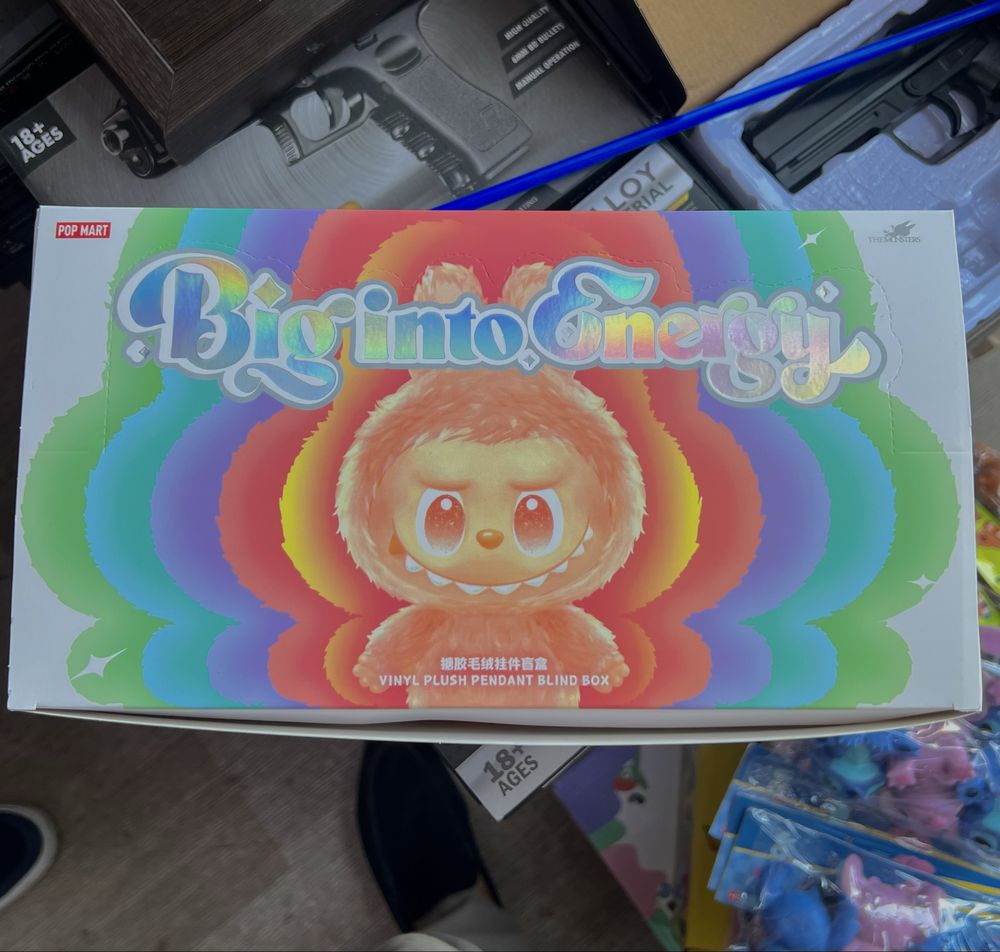 HIGH QUALITY
6MM BB BULLETS
MANUAL OPERATION
18+
AGES
LLOY
ERIAL
POP MART
THE MONSTERS
Big into Energy
搪胶毛绒挂件盲盒
VINYL PLUSH PENDANT BLIND BOX
18+
AGES